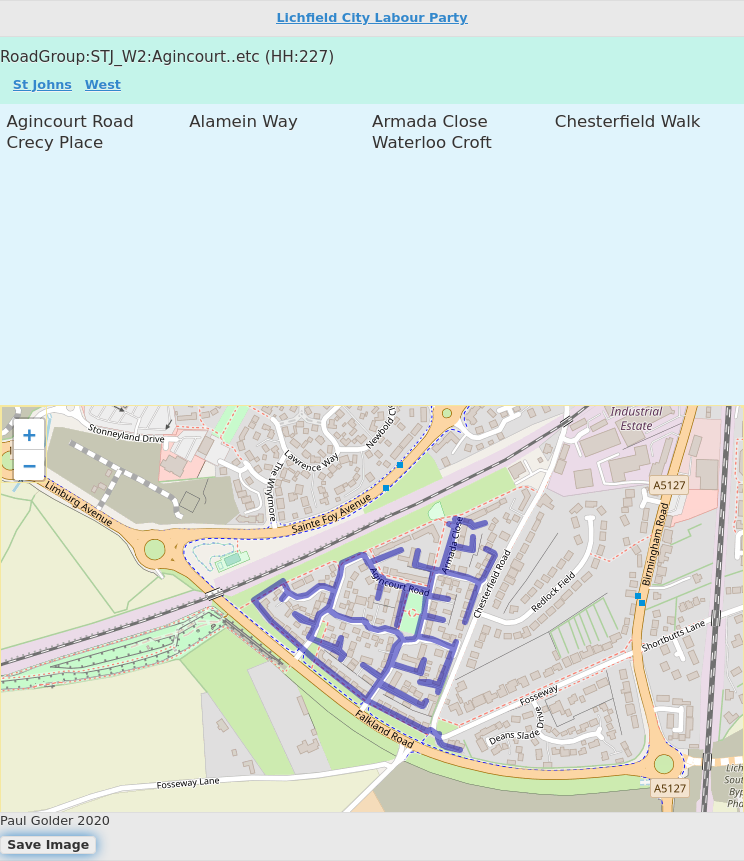 Lichfield City Labour Party
RoadGroup:STJ_W2:Agincourt..etc (HH:227)
St Johns West
Agincourt Road Alamein Way Armada Close Chesterfield Walk
Crecy Place Waterloo Croft
+
−
Industrial
Estate
Stonneyland Drive
Newbold
Lawrence Way
The Whytmore
Limburg Avenue
Sainte Foy Avenue
A5127
Birmingham Road
Armada Close
Agincourt Road
Chesterfield Road
Redlock Field
Shortbutts Lane
Fosseway
Deans Slade
Drive
Falkland Road
Fosseway Lane
A5127
Paul Golder 2020
Save Image